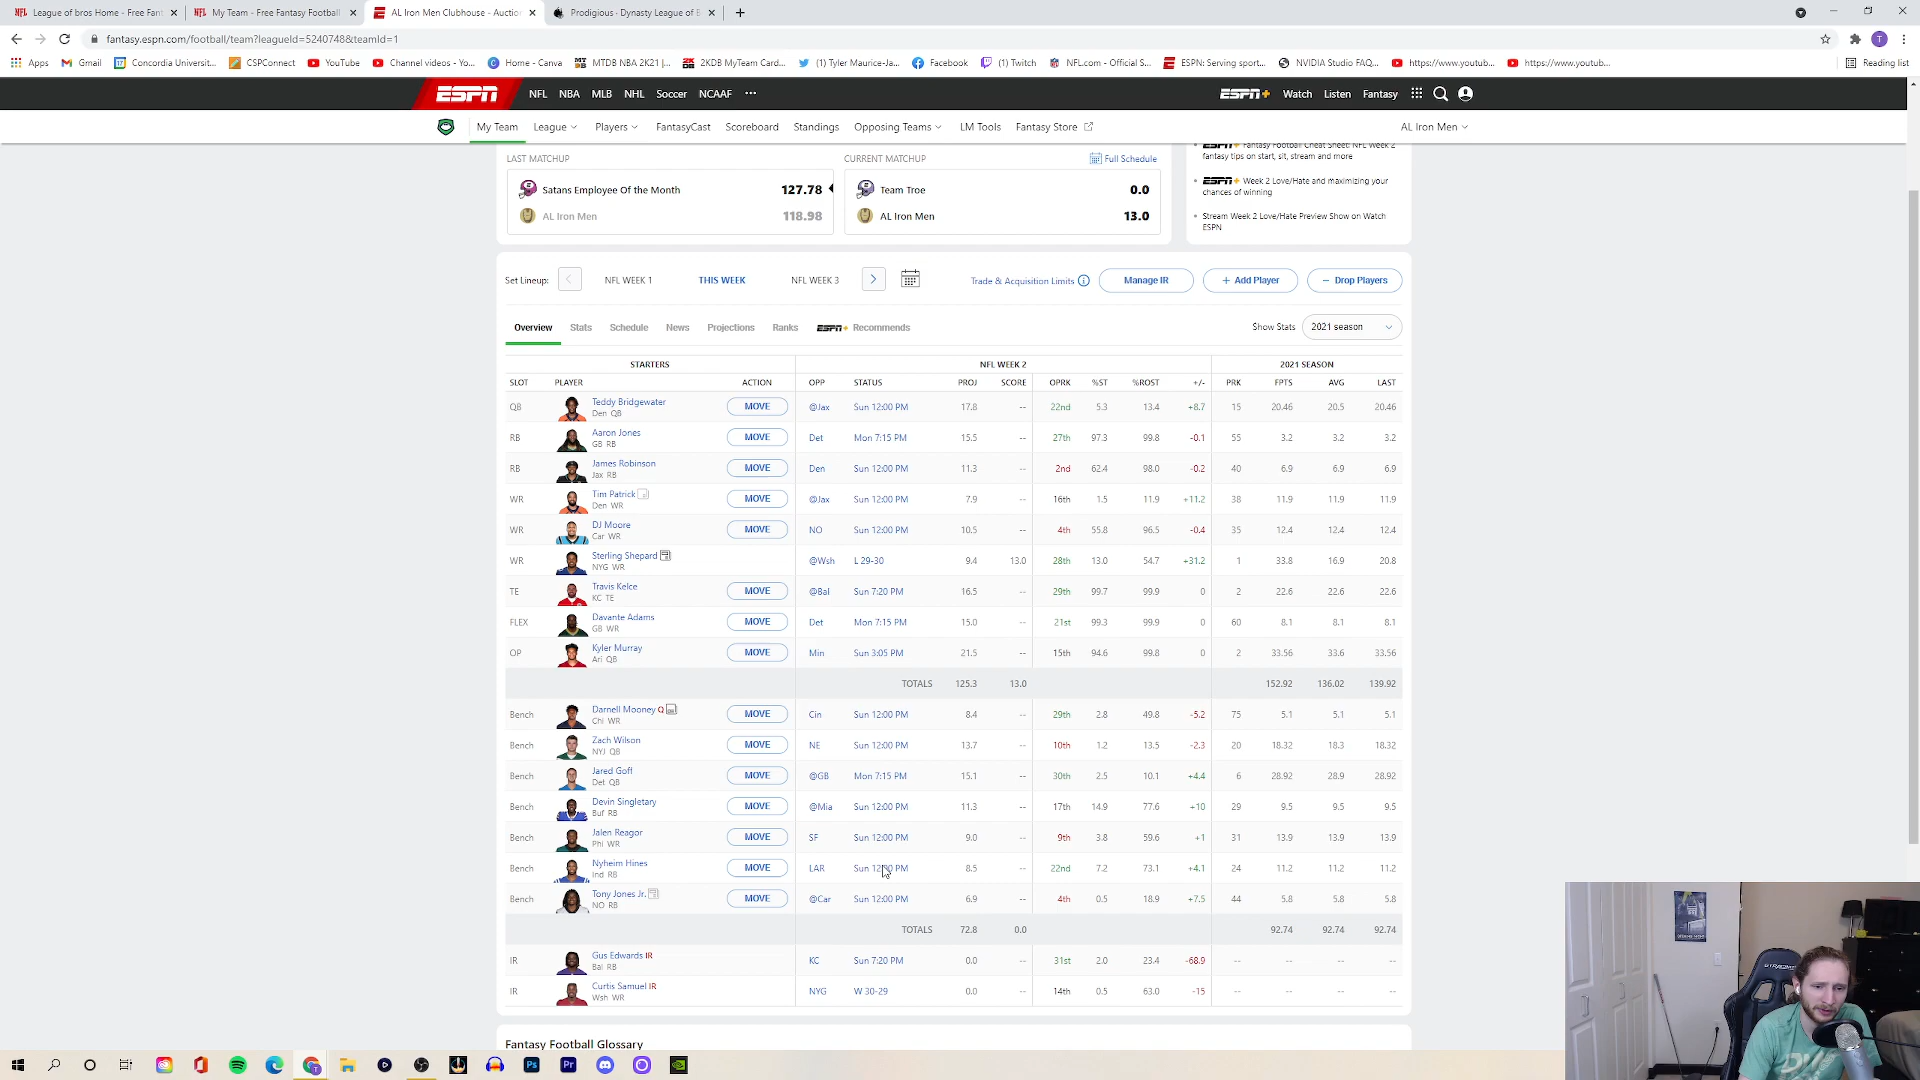 League of bros Home - Free Fant
My Team - Free Fantasy Football
AL Iron Men Clubhouse - Auctio
Prodigious - Dynasty League of B
fantasy.espn.com/football/team?leagueId=5240748&teamId=1
Apps
Gmail
Concordia Universit...
CSPConnect
YouTube
Channel videos - Yo...
Home - Canva
MTDB NBA 2K21 |...
2KDB MyTeam Card...
(1) Tyler Maurice-Ja...
Facebook
(1) Twitch
NFL.com - Official S...
ESPN: Serving sport...
NVIDIA Studio FAQ...
https://www.youtub...
https://www.youtub...
Reading list
ESPN NFL NBA MLB NHL Soccer NCAAF ••• ESPN+ Watch Listen Fantasy
My Team League Players FantasyCast Scoreboard Standings Opposing Teams LM Tools Fantasy Store AL Iron Men
LAST MATCHUP
Satans Employee Of the Month 127.78
AL Iron Men 118.98
CURRENT MATCHUP Full Schedule
Team Troe 0.0
AL Iron Men 13.0
ESPN+ Fantasy Football Cheat Sheet: NFL Week 2
fantasy tips on start, sit, stream and more
ESPN+ Week 2 Love/Hate and maximizing your
chances of winning
Stream Week 2 Love/Hate Preview Show on Watch
ESPN
Set Lineup: NFL WEEK 1 THIS WEEK NFL WEEK 3 Trade & Acquisition Limits Manage IR + Add Player − Drop Players
Overview Stats Schedule News Projections Ranks ESPN+ Recommends Show Stats 2021 season
STARTERS NFL WEEK 2 2021 SEASON
SLOT PLAYER ACTION OPP STATUS PROJ SCORE OPRK %ST %ROST +/- PRK FPTS AVG LAST
QB Teddy Bridgewater Den QB MOVE @Jax Sun 12:00 PM 17.8 -- 22nd 5.3 13.4 +8.7 15 20.46 20.5 20.46
RB Aaron Jones GB RB MOVE Det Mon 7:15 PM 15.5 -- 27th 97.3 99.8 -0.1 55 3.2 3.2 3.2
RB James Robinson Jax RB MOVE Den Sun 12:00 PM 11.3 -- 2nd 62.4 98.0 -0.2 40 6.9 6.9 6.9
WR Tim Patrick Den WR MOVE @Jax Sun 12:00 PM 7.9 -- 16th 1.5 11.9 +11.2 38 11.9 11.9 11.9
WR DJ Moore Car WR MOVE NO Sun 12:00 PM 10.5 -- 4th 55.8 96.5 -0.4 35 12.4 12.4 12.4
WR Sterling Shepard NYG WR @Wsh L 29-30 9.4 13.0 28th 13.0 54.7 +31.2 1 33.8 16.9 20.8
TE Travis Kelce KC TE MOVE @Bal Sun 7:20 PM 16.5 -- 29th 99.7 99.9 0 2 22.6 22.6 22.6
FLEX Davante Adams GB WR MOVE Det Mon 7:15 PM 15.0 -- 21st 99.3 99.9 0 60 8.1 8.1 8.1
OP Kyler Murray Ari QB MOVE Min Sun 3:05 PM 21.5 -- 15th 94.6 99.8 0 2 33.56 33.6 33.56
TOTALS 125.3 13.0 152.92 136.02 139.92
Bench Darnell Mooney Q Chi WR MOVE Cin Sun 12:00 PM 8.4 -- 29th 2.8 49.8 -5.2 75 5.1 5.1 5.1
Bench Zach Wilson NYJ QB MOVE NE Sun 12:00 PM 13.7 -- 10th 1.2 13.5 -2.3 20 18.32 18.3 18.32
Bench Jared Goff Det QB MOVE @GB Mon 7:15 PM 15.1 -- 30th 2.5 10.1 +4.4 6 28.92 28.9 28.92
Bench Devin Singletary Buf RB MOVE @Mia Sun 12:00 PM 11.3 -- 17th 14.9 77.6 +10 29 9.5 9.5 9.5
Bench Jalen Reagor Phi WR MOVE SF Sun 12:00 PM 9.0 -- 9th 3.8 59.6 +1 31 13.9 13.9 13.9
Bench Nyheim Hines Ind RB MOVE LAR Sun 12:00 PM 8.5 -- 22nd 7.2 73.1 +4.1 24 11.2 11.2 11.2
Bench Tony Jones Jr. NO RB MOVE @Car Sun 12:00 PM 6.9 -- 4th 0.5 18.9 +7.5 44 5.8 5.8 5.8
TOTALS 72.8 0.0 92.74 92.74 92.74
IR Gus Edwards IR Bal RB KC Sun 7:20 PM 0.0 31st 2.0 23.4 -68.9 -- -- -- --
IR Curtis Samuel IR Wsh WR NYG W 30-29 0.0 14th 0.5 63.0 -15 -- -- -- --
Fantasy Football Glossary